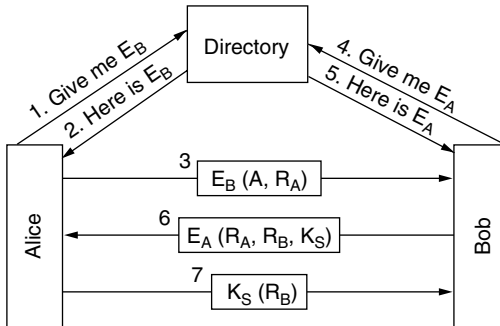 Directory
1. Give me E_B
2. Here is E_B
4. Give me E_A
5. Here is E_A
Alice
Bob
3
E_B (A, R_A)
6
E_A (R_A, R_B, K_S)
7
K_S (R_B)